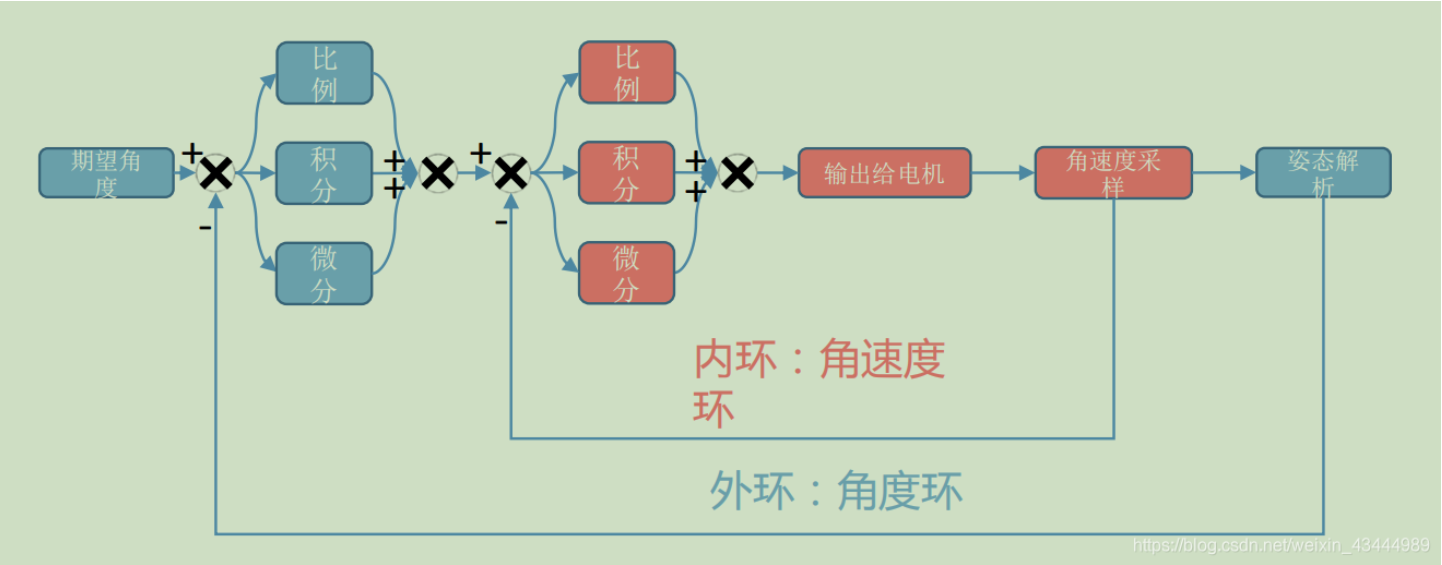 比
例
比
例
+
期望角
度
积
分
+
+
+
积
分
+
+
输出给电机
角速度采
样
姿态解
析
-
-
微
分
微
分
内环：角速度
环
外环：角度环
https://blog.csdn.net/weixin_43444989